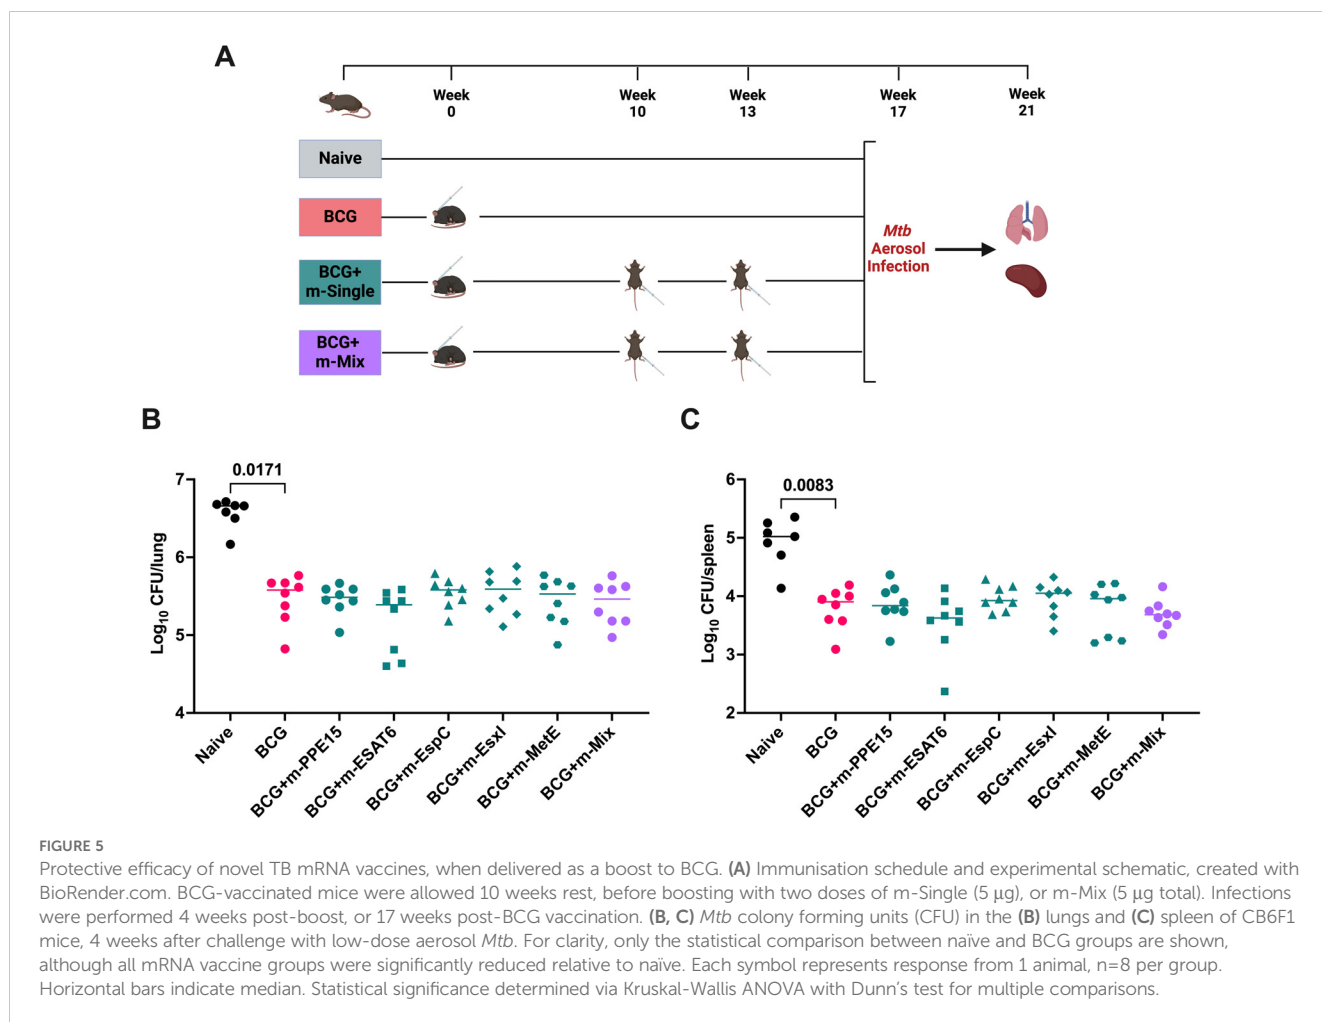 A
Week
0
Week
10
Week
13
Week
17
Week
21
Naive
BCG
BCG+
m-Single
BCG+
m-Mix
Mtb
Aerosol
Infection
B
0.0171
7
6
5
4
Log10 CFU/lung
Naive
BCG
BCG+m-PPE15
BCG+m-ESAT6
BCG+m-EspC
BCG+m-EsxI
BCG+m-MetE
BCG+m-Mix
C
0.0083
6
5
4
3
2
Log10 CFU/spleen
Naive
BCG
BCG+m-PPE15
BCG+m-ESAT6
BCG+m-EspC
BCG+m-EsxI
BCG+m-MetE
BCG+m-Mix
FIGURE 5
Protective efficacy of novel TB mRNA vaccines, when delivered as a boost to BCG. (A) Immunisation schedule and experimental schematic, created with
BioRender.com. BCG-vaccinated mice were allowed 10 weeks rest, before boosting with two doses of m-Single (5 μg), or m-Mix (5 μg total). Infections
were performed 4 weeks post-boost, or 17 weeks post-BCG vaccination. (B, C) Mtb colony forming units (CFU) in the (B) lungs and (C) spleen of CB6F1
mice, 4 weeks after challenge with low-dose aerosol Mtb. For clarity, only the statistical comparison between naïve and BCG groups are shown,
although all mRNA vaccine groups were significantly reduced relative to naïve. Each symbol represents response from 1 animal, n=8 per group.
Horizontal bars indicate median. Statistical significance determined via Kruskal-Wallis ANOVA with Dunn's test for multiple comparisons.